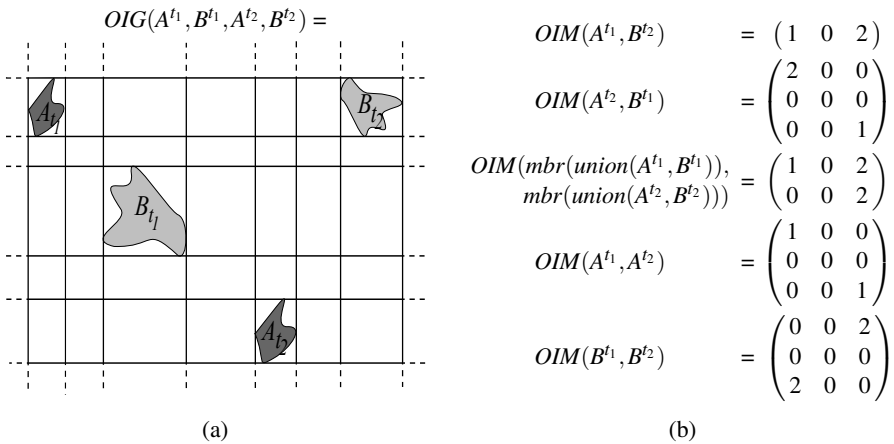 OIG(A^{t_1}, B^{t_1}, A^{t_2}, B^{t_2}) =
A_{t_1}
B_{t_2}
B_{t_1}
A_{t_2}
(a)
OIM(A^{t_1}, B^{t_2}) = (1 0 2)
OIM(A^{t_2}, B^{t_1}) =
2 0 0
0 0 0
0 0 1
OIM(mbr(union(A^{t_1}, B^{t_1})),
mbr(union(A^{t_2}, B^{t_2}))) =
1 0 2
0 0 2
OIM(A^{t_1}, A^{t_2}) =
1 0 0
0 0 0
0 0 1
OIM(B^{t_1}, B^{t_2}) =
0 0 2
0 0 0
2 0 0
(b)